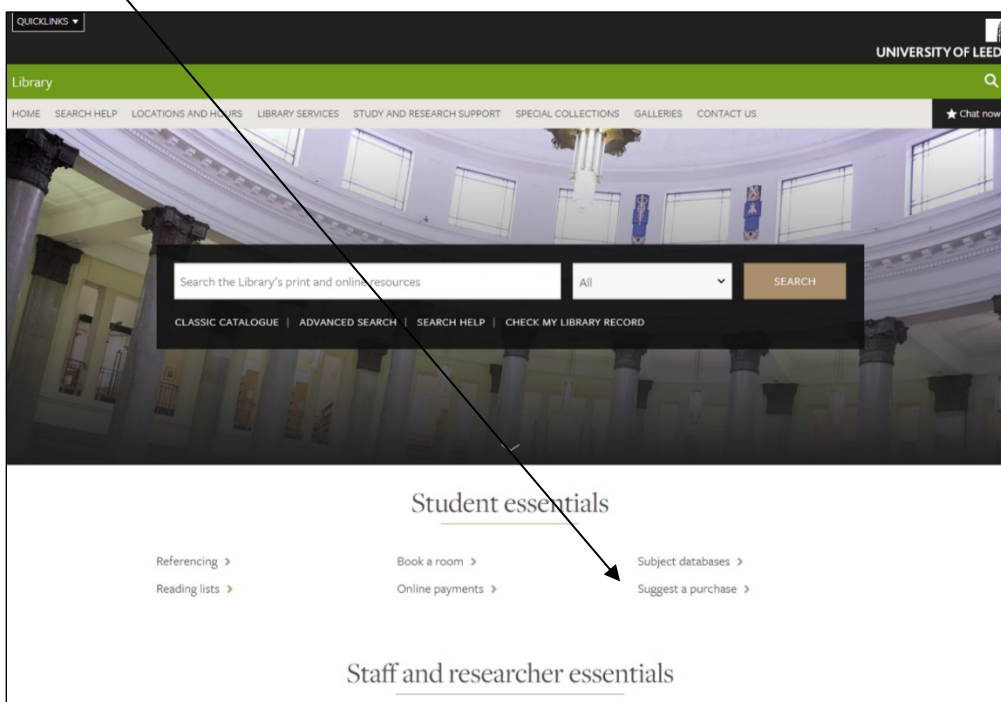 QUICKLINKS ▾
UNIVERSITY OF LEED
Library
HOME SEARCH HELP LOCATIONS AND HOURS LIBRARY SERVICES STUDY AND RESEARCH SUPPORT SPECIAL COLLECTIONS GALLERIES CONTACT US ★ Chat now
Search the Library's print and online resources All SEARCH
CLASSIC CATALOGUE | ADVANCED SEARCH | SEARCH HELP | CHECK MY LIBRARY RECORD
Student essentials
Referencing > Book a room > Subject databases >
Reading lists > Online payments > Suggest a purchase >
Staff and researcher essentials